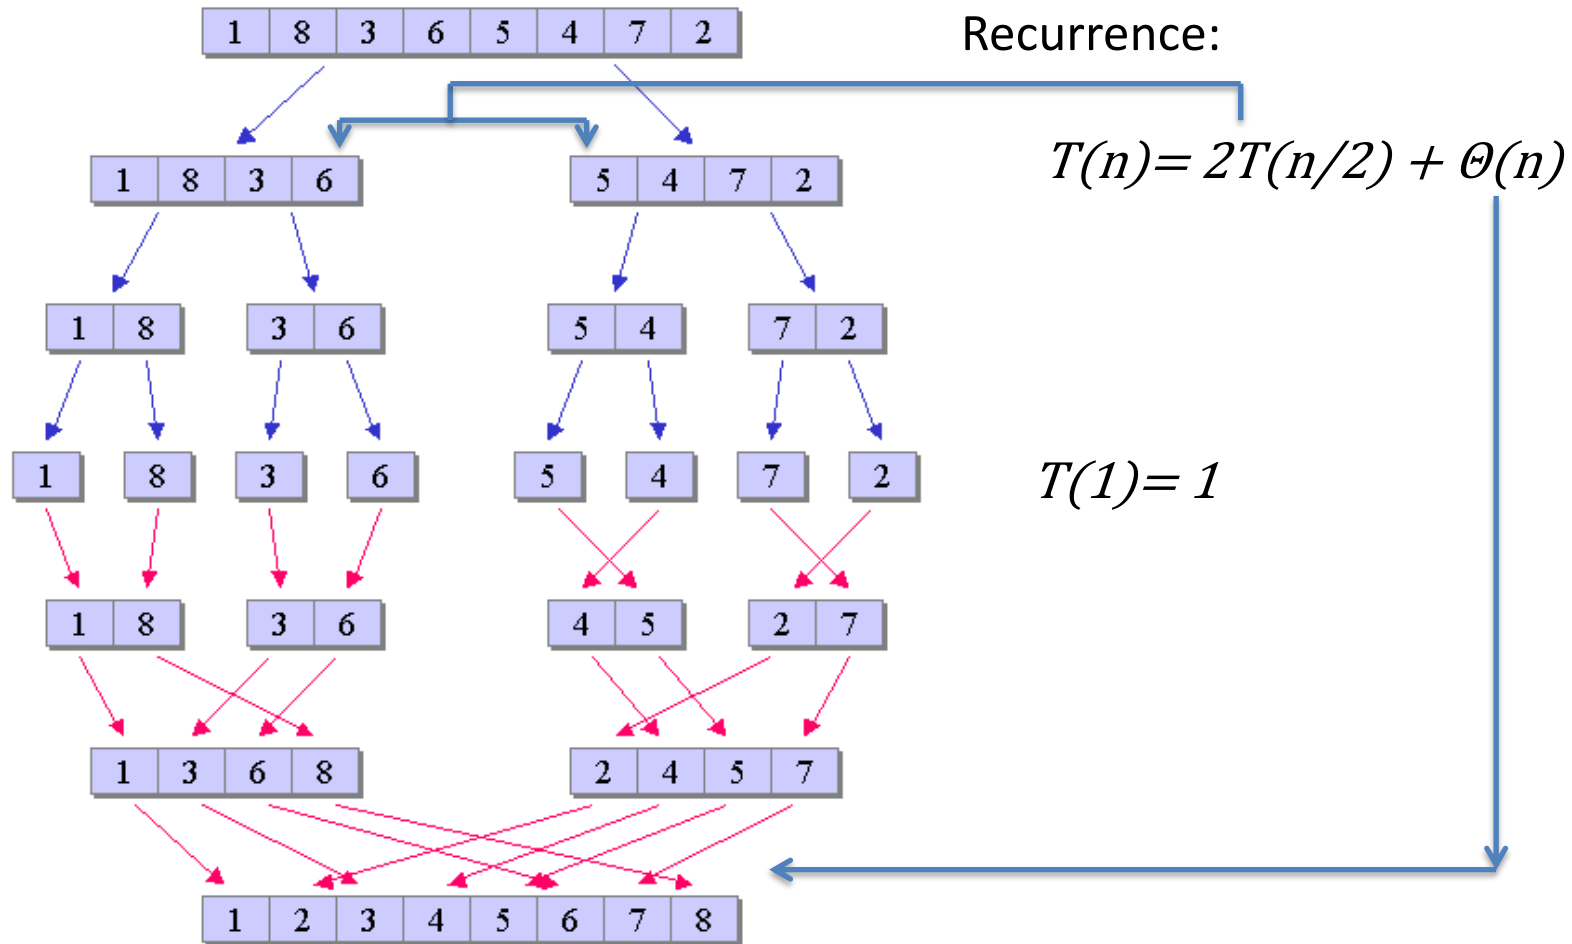 1 8 3 6 5 4 7 2
Recurrence:
1 8 3 6
5 4 7 2
T(n)= 2T(n/2) + Θ(n)
1 8
3 6
5 4
7 2
1
8
3
6
5
4
7
2
T(1)= 1
1 8
3 6
4 5
2 7
1 3 6 8
2 4 5 7
1 2 3 4 5 6 7 8